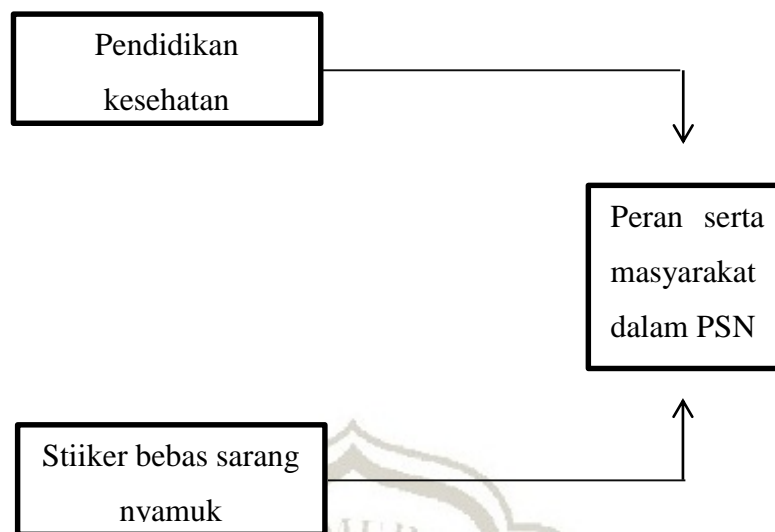 Pendidikan
kesehatan
Peran serta
masyarakat
dalam PSN
Stiiker bebas sarang
nyamuk